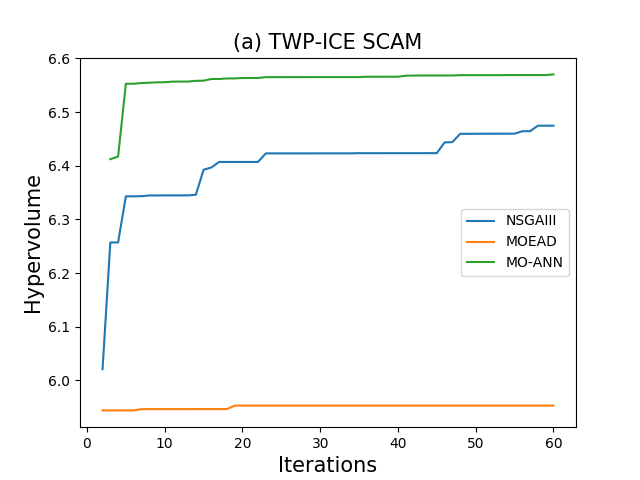 (a) TWP-ICE SCAM
Hypervolume
6.6
6.5
6.4
6.3
6.2
6.1
6.0
NSGAIII
MOEAD
MO-ANN
0 10 20 30 40 50 60
Iterations